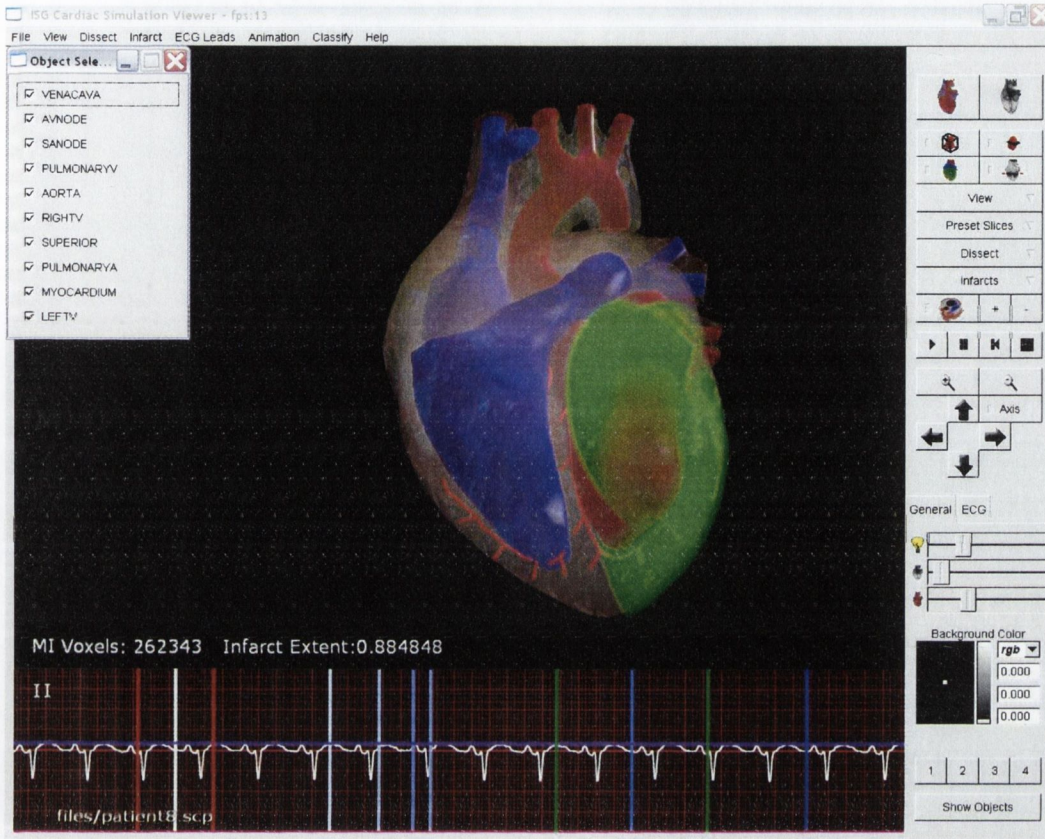 ISG Cardiac Simulation Viewer - fps:13
File View Dissect Infarct ECG Leads Animation Classify Help
Object Sele...
VENACAVA
AVNODE
SANODE
PULMONARYV
AORTA
RIGHTV
SUPERIOR
PULMONARYA
MYOCARDIUM
LEFTV
View
Preset Slices
Dissect
Infarcts
+ -
Axis
General ECG
MI Voxels: 262343 Infarct Extent:0.884848
Background Color
rgb
0.000
0.000
0.000
II
files/patient8.scp
1 2 3 4
Show Objects